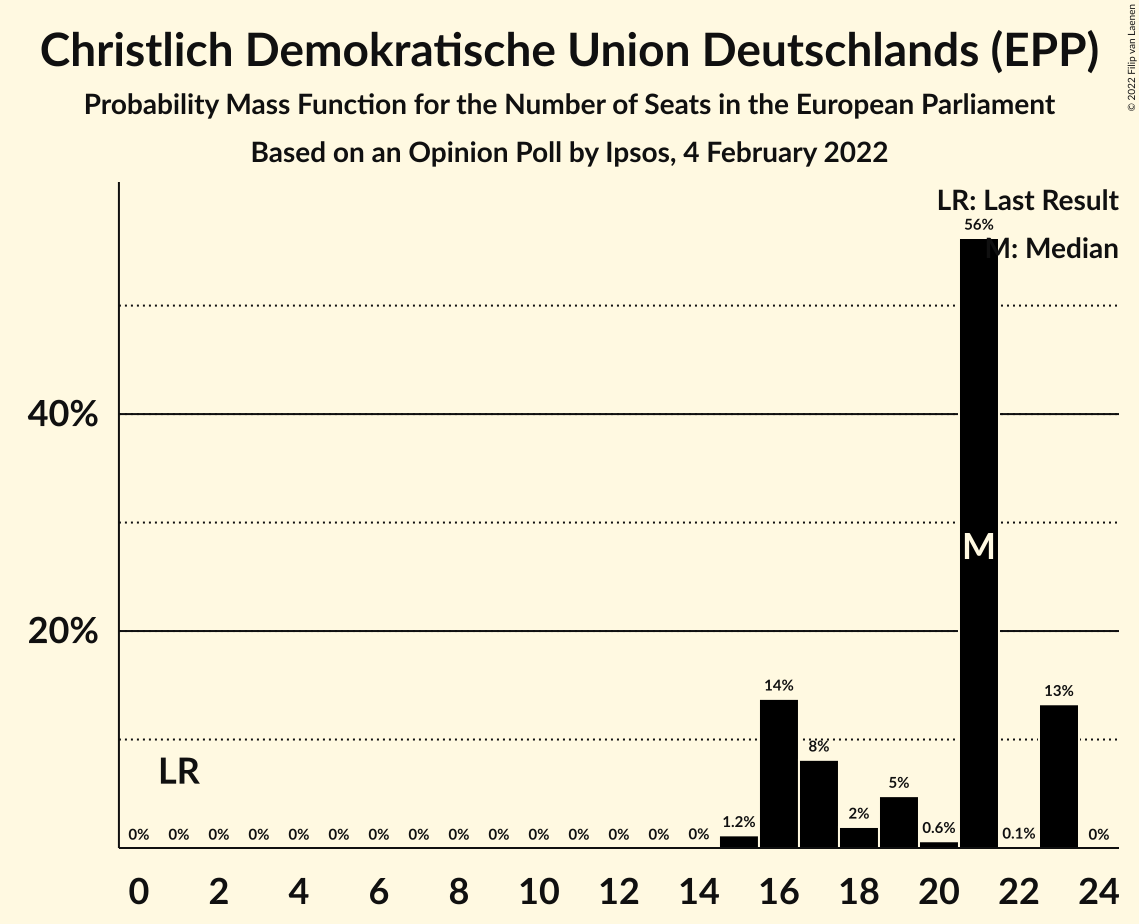 Christlich Demokratische Union Deutschlands (EPP)
Probability Mass Function for the Number of Seats in the European Parliament
Based on an Opinion Poll by Ipsos, 4 February 2022
© 2022 Filip van Laenen
LR: Last Result
56%
M: Median
40%
M
20%
14%
13%
8%
LR
5%
2%
1.2%
0.6%
0.1%
0% 0% 0% 0% 0% 0% 0% 0% 0% 0% 0% 0% 0% 0% 0% 0%
0 2 4 6 8 10 12 14 16 18 20 22 24